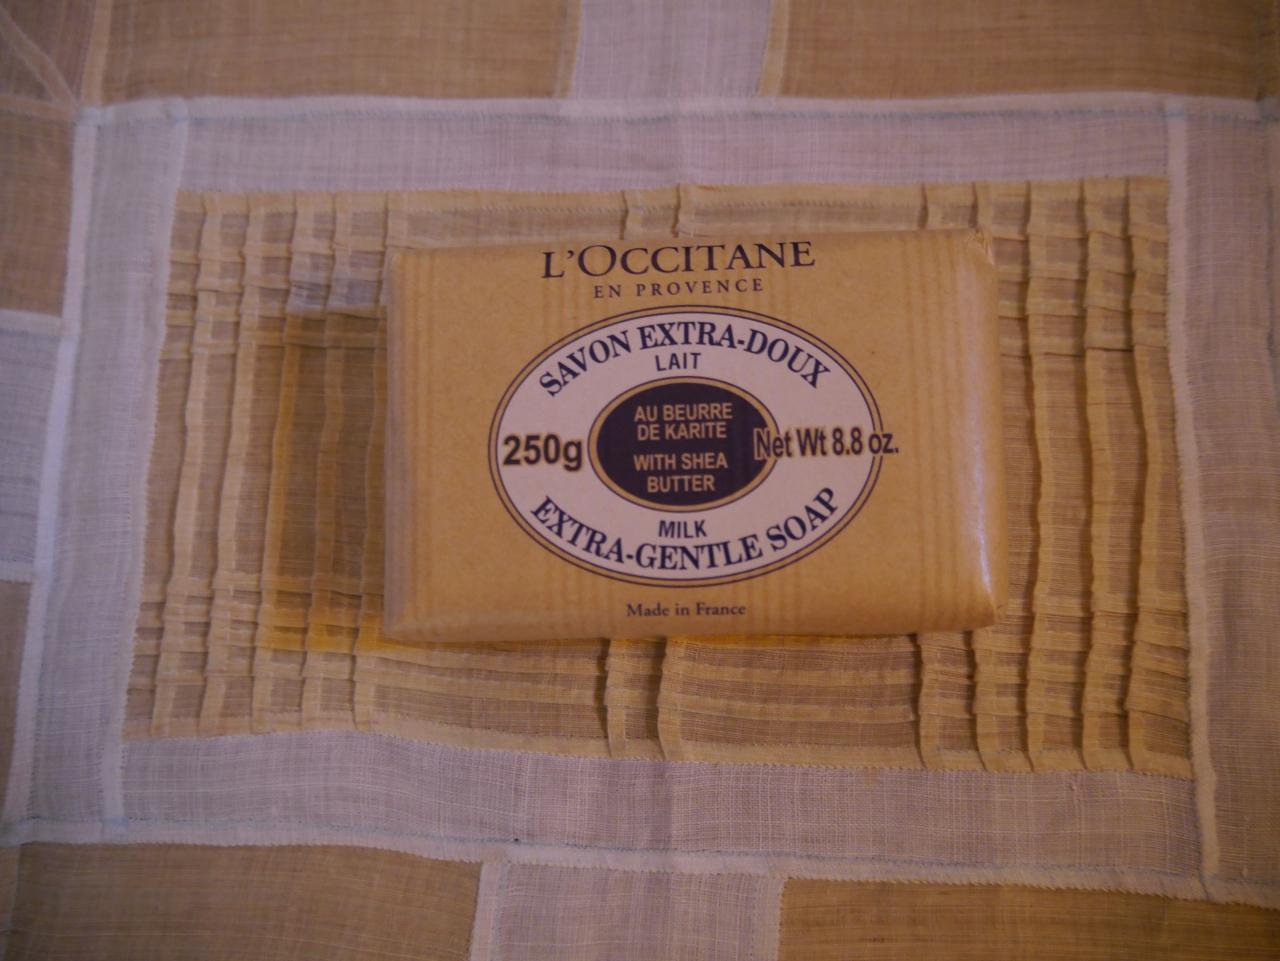 L'OCCITANE
EN PROVENCE
SAVON EXTRA-DOUX
LAIT
AU BEURRE
DE KARITE
250g
Net Wt 8.8 oz.
WITH SHEA
BUTTER
MILK
EXTRA-GENTLE SOAP
Made in France